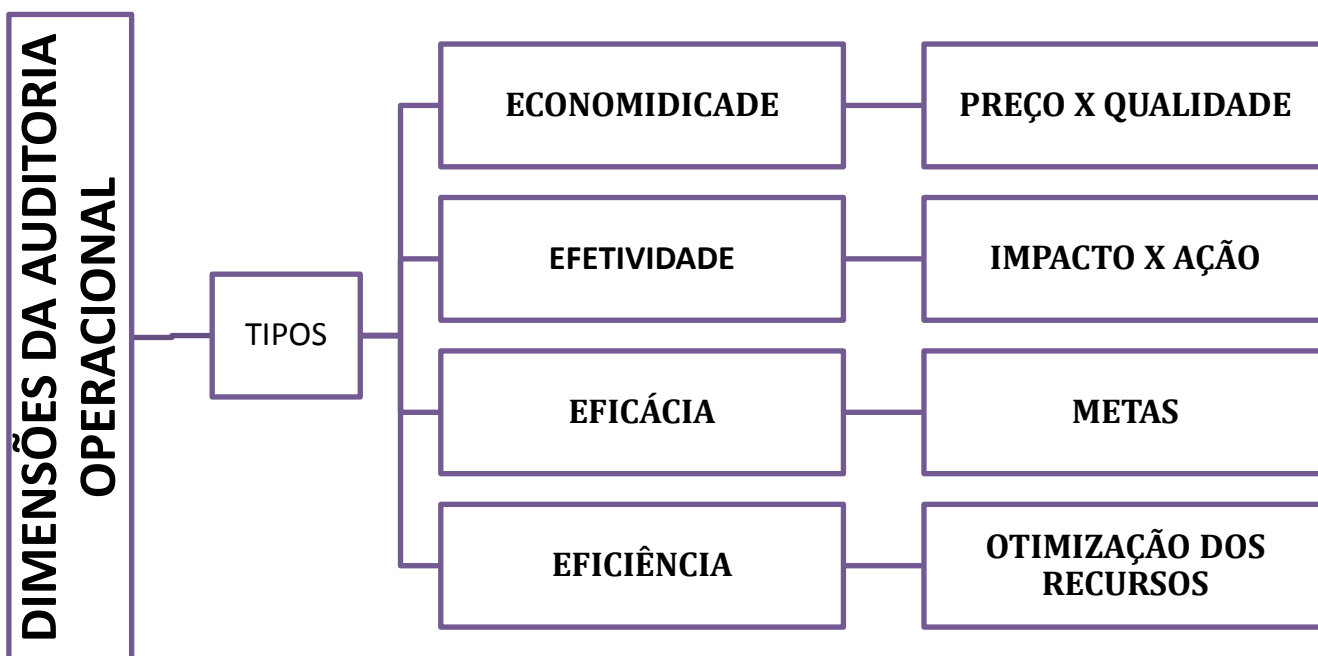 DIMENSÕES DA AUDITORIA
OPERACIONAL
TIPOS
ECONOMIDICADE
PREÇO X QUALIDADE
EFETIVIDADE
IMPACTO X AÇÃO
EFICÁCIA
METAS
EFICIÊNCIA
OTIMIZAÇÃO DOS
RECURSOS